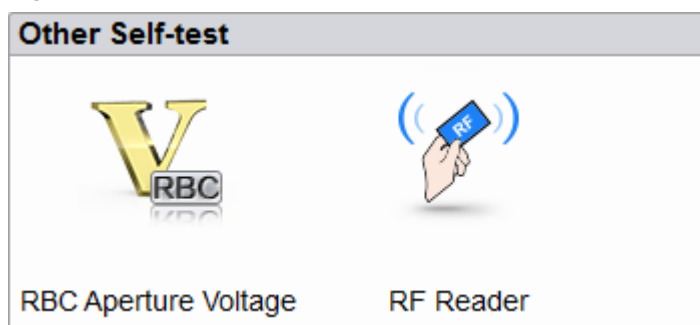 Other Self-test
RBC
RF
RBC Aperture Voltage
RF Reader